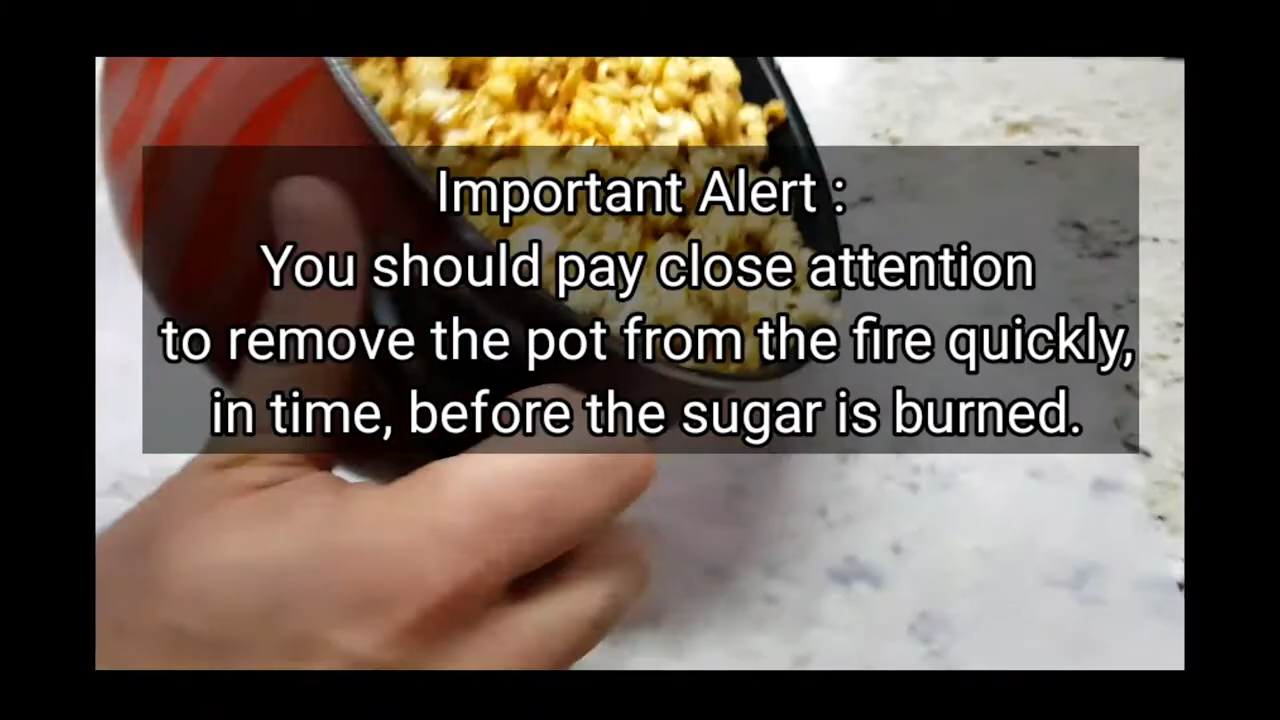 Important Alert :
You should pay close attention
to remove the pot from the fire quickly,
in time, before the sugar is burned.